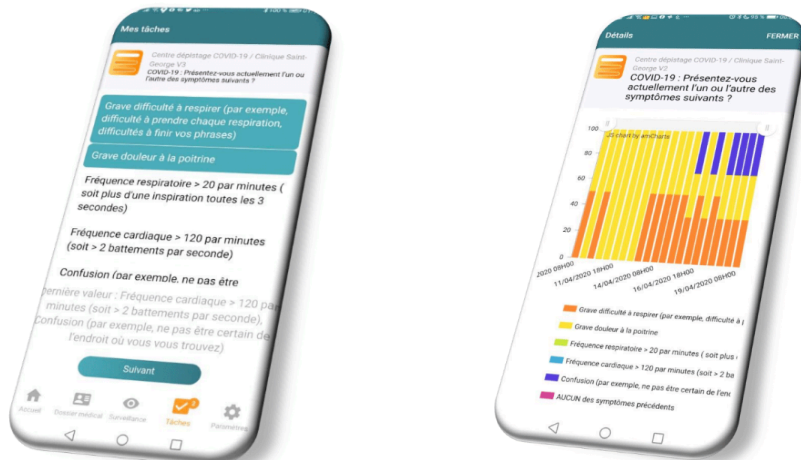 Mes tâches
Centre dépistage COVID-19 / Clinique Saint-
George V3
COVID-19 : Présentez-vous actuellement l'un ou
l'autre des symptômes suivants ?
Grave difficulté à respirer (par exemple,
difficulté à prendre chaque respiration,
difficultés à finir vos phrases)
Grave douleur à la poitrine
Fréquence respiratoire > 20 par minutes (
soit plus d'une inspiration toutes les 3
secondes)
Fréquence cardiaque > 120 par minutes
(soit > 2 battements par seconde)
Confusion (par exemple, ne pas être
Dernière valeur : Fréquence cardiaque > 120 par
minutes (soit > 2 battements par seconde),
Confusion (par exemple, ne pas être certain de
l'endroit où vous vous trouvez)
Suivant
Accueil
Dossier médical
Surveillance
Tâches
Paramètres
Détails
FERMER
Centre dépistage COVID-19 / Clinique Saint-
George V2
COVID-19 : Présentez-vous
actuellement l'un ou l'autre des
symptômes suivants ?
JS chart by amCharts
100
80
60
40
20
0
2020 08H00
11/04/2020 18H00
14/04/2020 08H00
16/04/2020 18H00
19/04/2020 08H00
Grave difficulté à respirer (par exemple, difficulté à
Grave douleur à la poitrine
Fréquence respiratoire > 20 par minutes ( soit plus
Fréquence cardiaque > 120 par minutes (soit > 2 ba
Confusion (par exemple, ne pas être certain de l'en
AUCUN des symptômes précédents